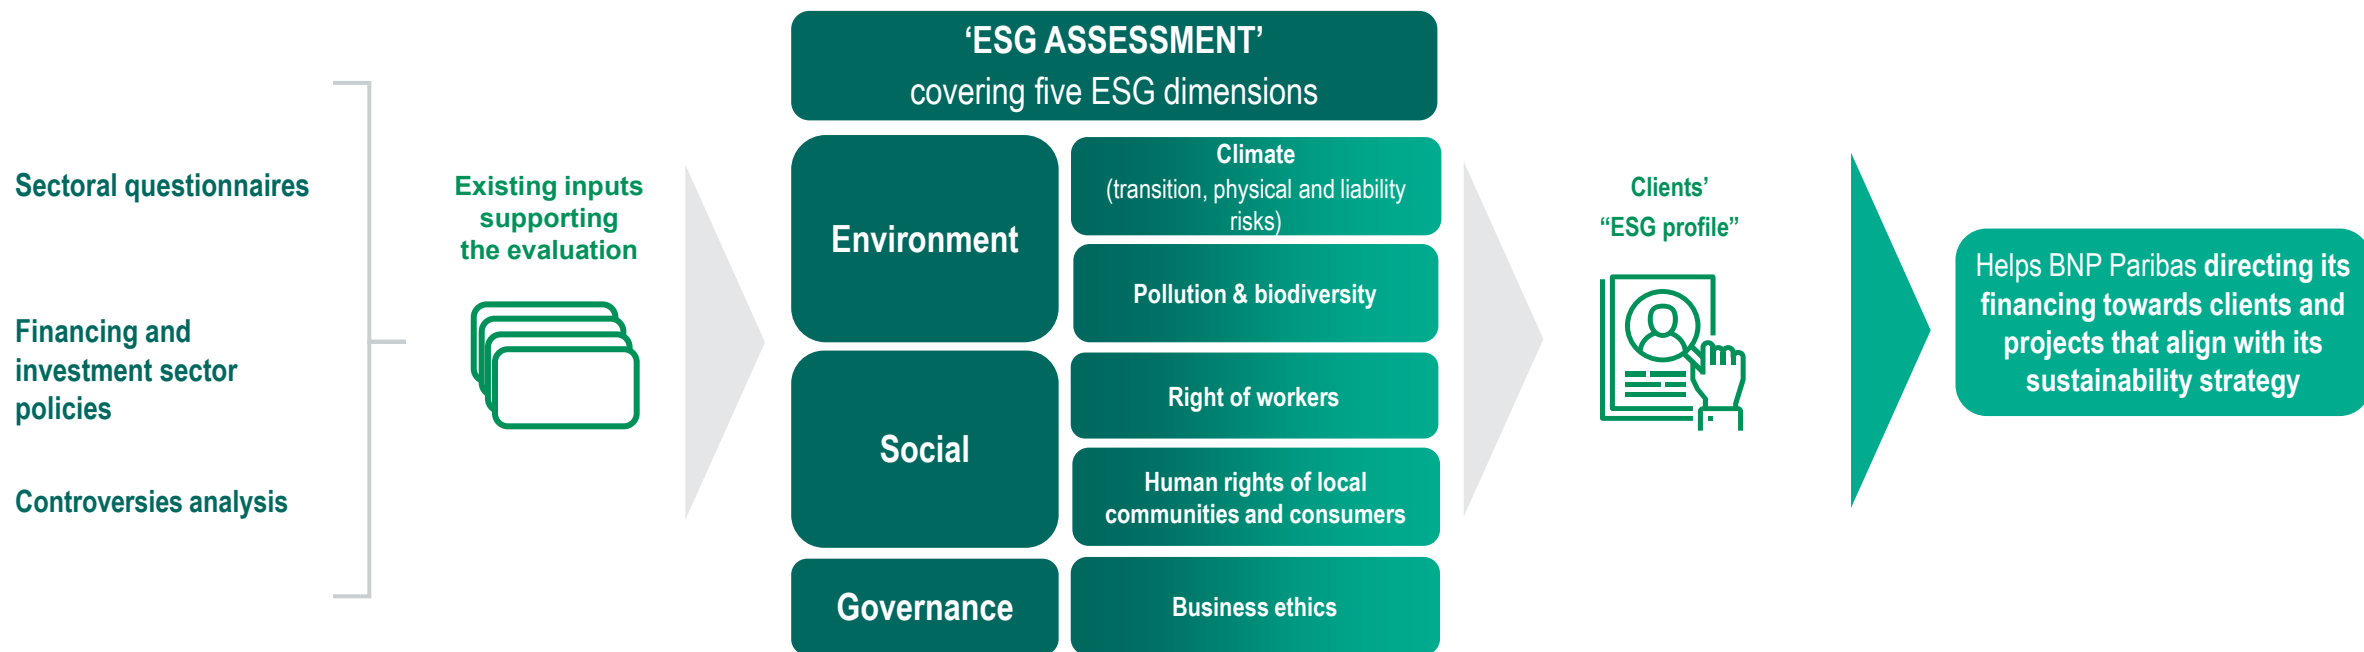 Sectoral questionnaires
Financing and
investment sector
policies
Controversies analysis
Existing inputs
supporting
the evaluation
‘ESG ASSESSMENT’
covering five ESG dimensions
Environment
Climate
(transition, physical and liability
risks)
Pollution & biodiversity
Social
Right of workers
Human rights of local
communities and consumers
Governance
Business ethics
Clients’
“ESG profile”
Helps BNP Paribas directing its
financing towards clients and
projects that align with its
sustainability strategy